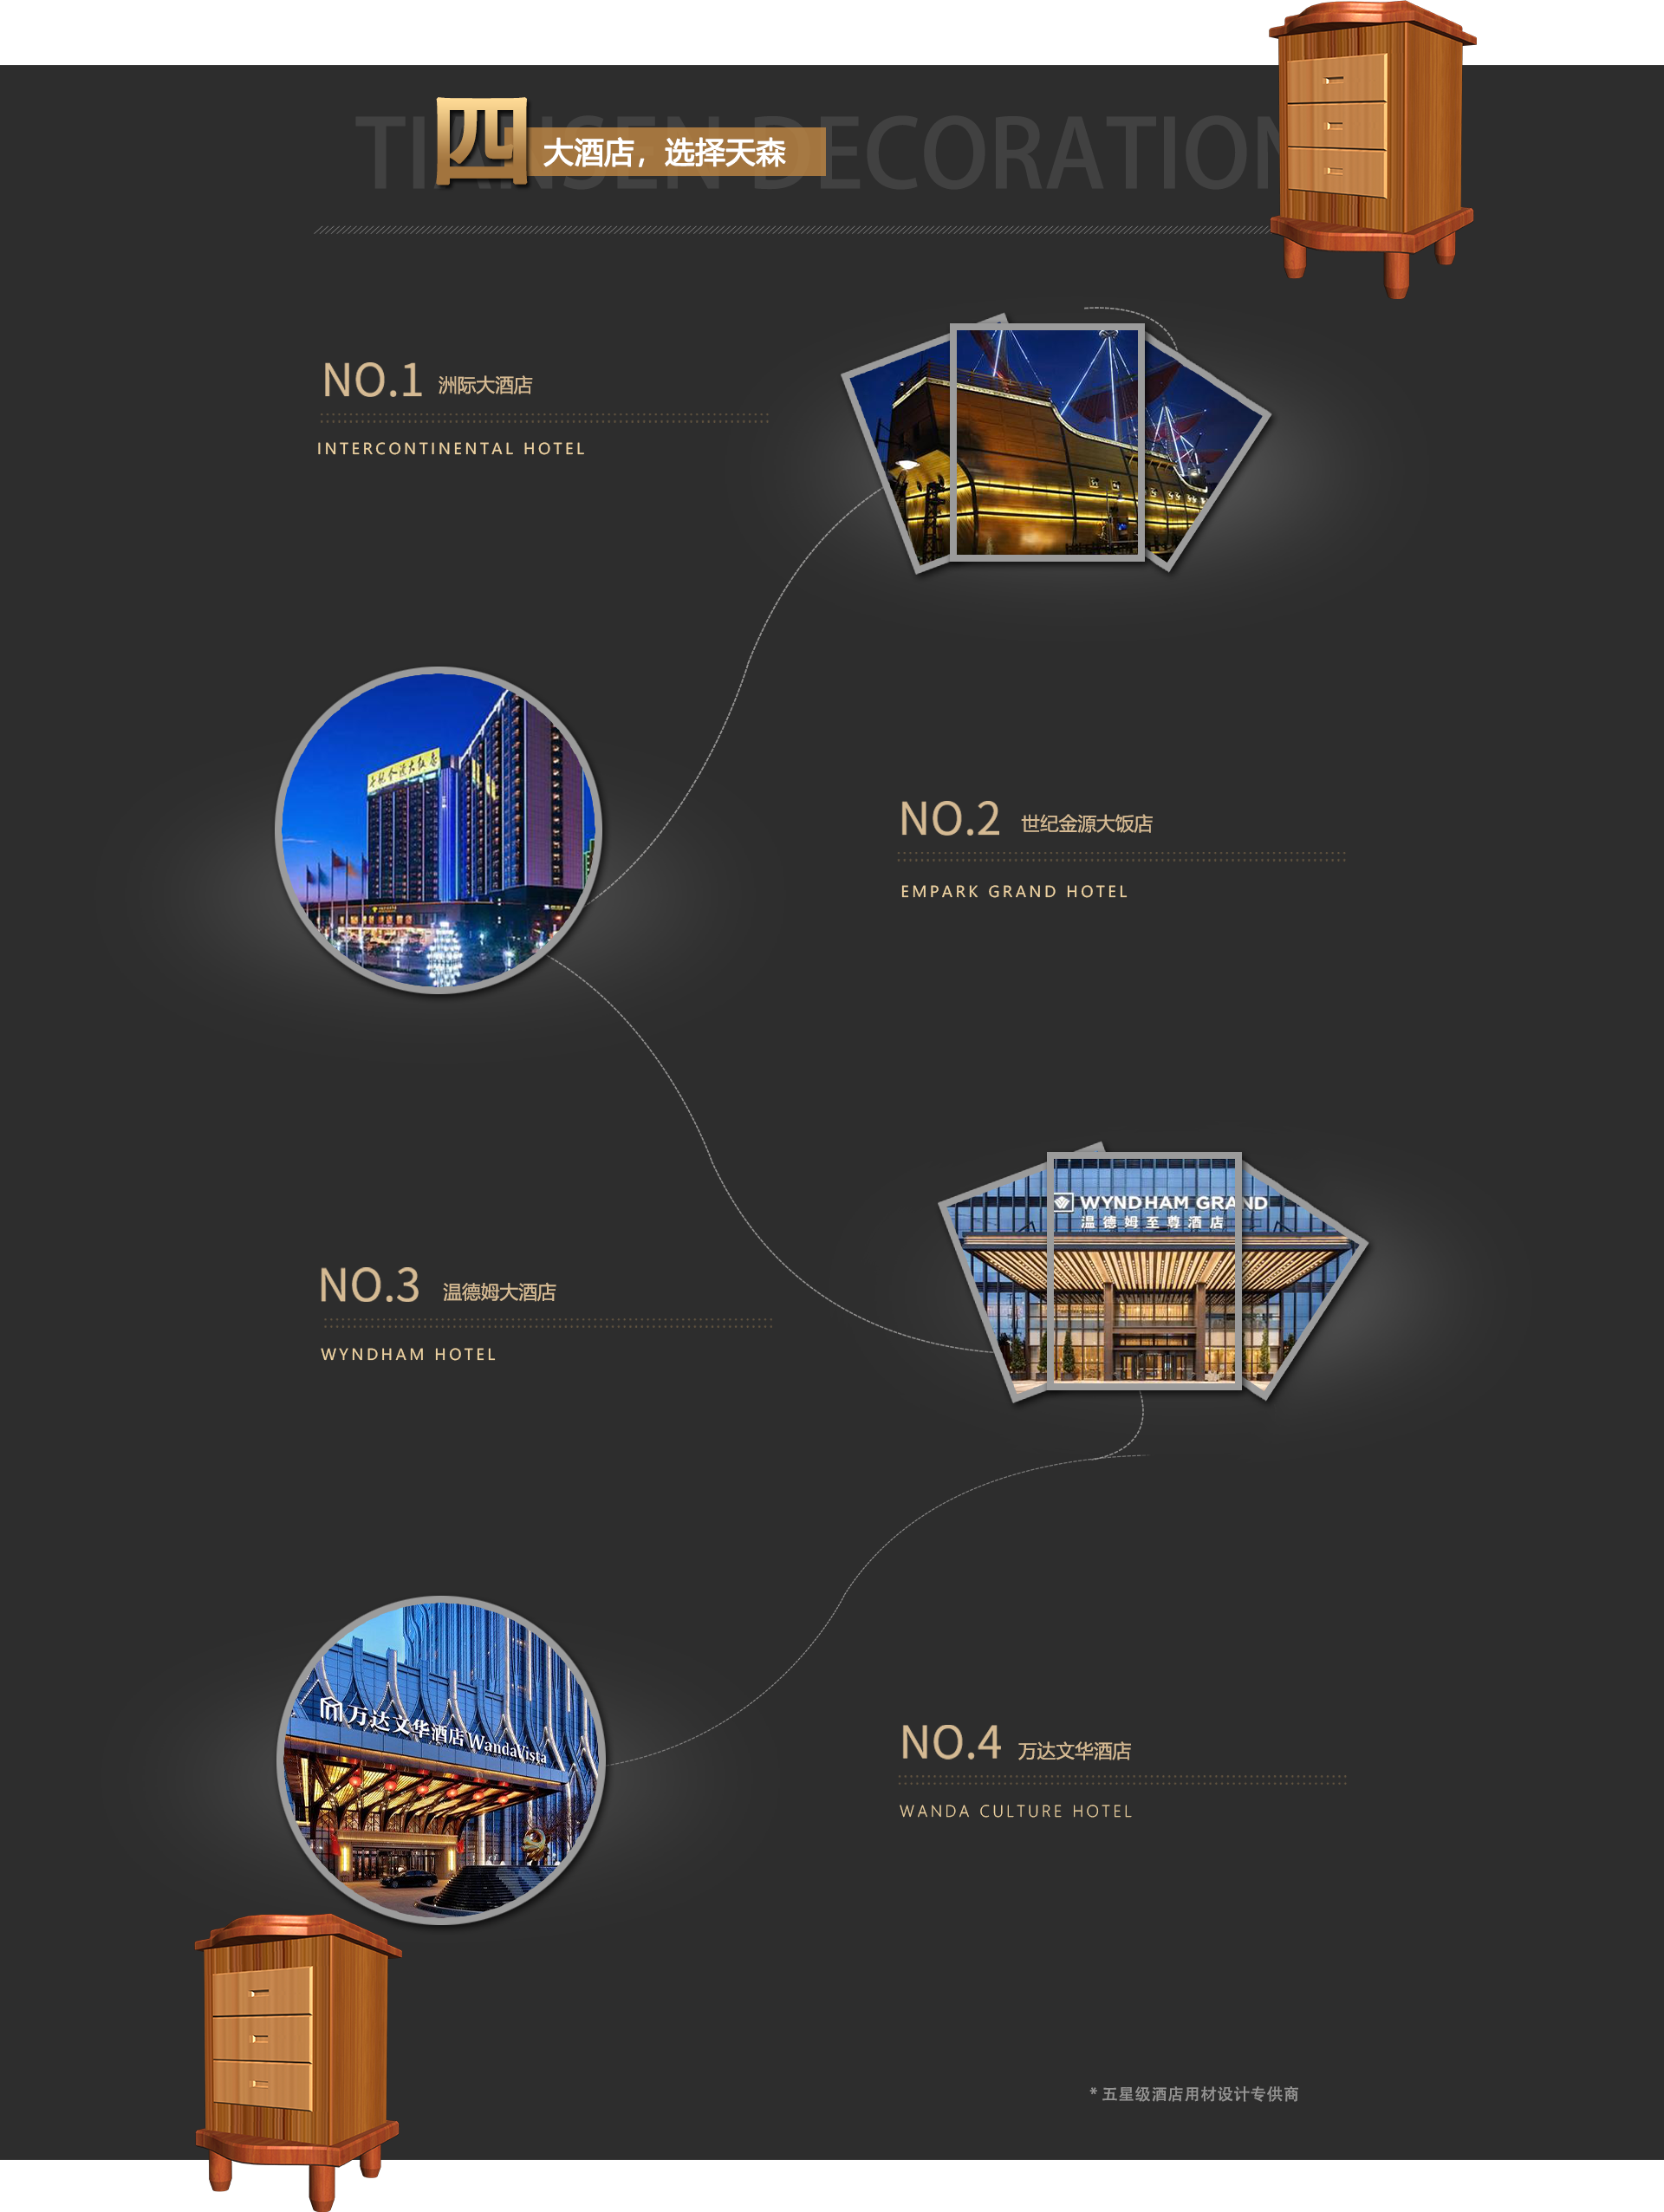 TIANSEN DECORATION
四大酒店，选择天森
NO.1 洲际大酒店
INTERCONTINENTAL HOTEL
世纪金源大饭店
NO.2 世纪金源大饭店
EMPARK GRAND HOTEL
WYNDHAM GRAND
温德姆至尊酒店
NO.3 温德姆大酒店
WYNDHAM HOTEL
万达文华酒店 WandaVista
NO.4 万达文华酒店
WANDA CULTURE HOTEL
* 五星级酒店用材设计专供商